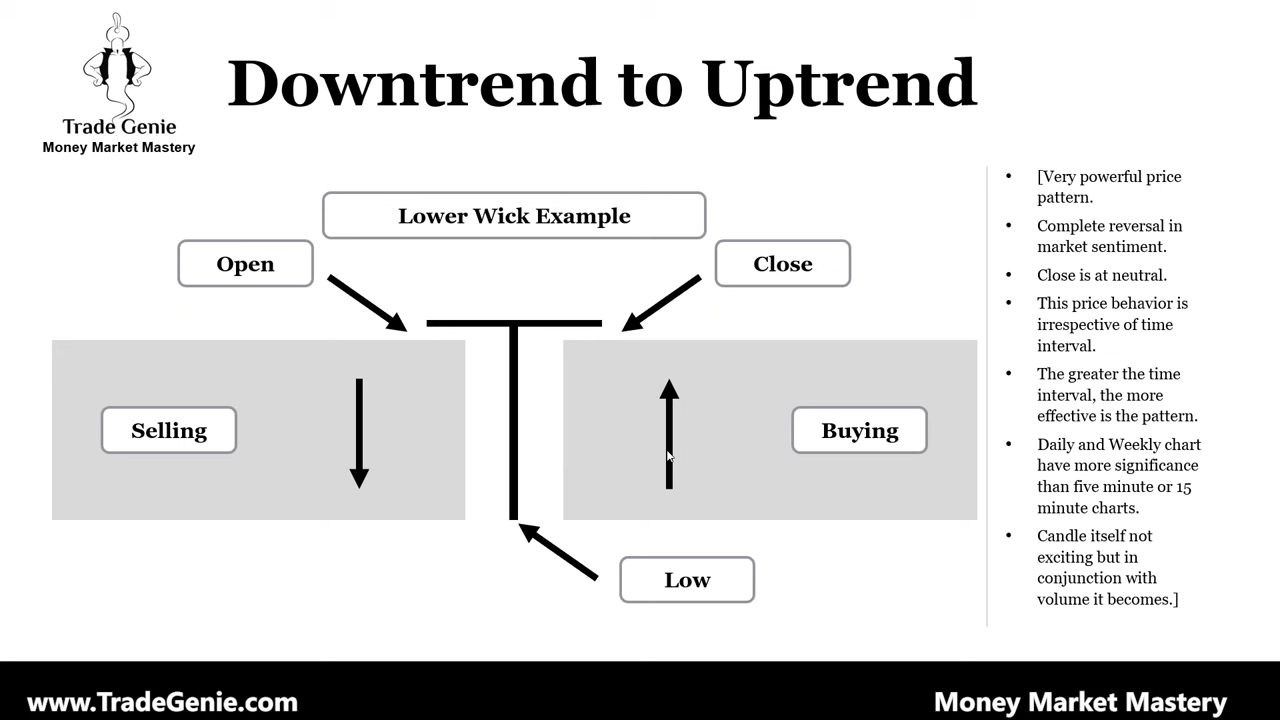 Trade Genie
Money Market Mastery
Downtrend to Uptrend
Lower Wick Example
Open
Close
Selling
Buying
Low
• [Very powerful price
pattern.
• Complete reversal in
market sentiment.
• Close is at neutral.
• This price behavior is
irrespective of time
interval.
• The greater the time
interval, the more
effective is the pattern.
• Daily and Weekly chart
have more significance
than five minute or 15
minute charts.
• Candle itself not
exciting but in
conjunction with
volume it becomes.]
www.TradeGenie.com
Money Market Mastery